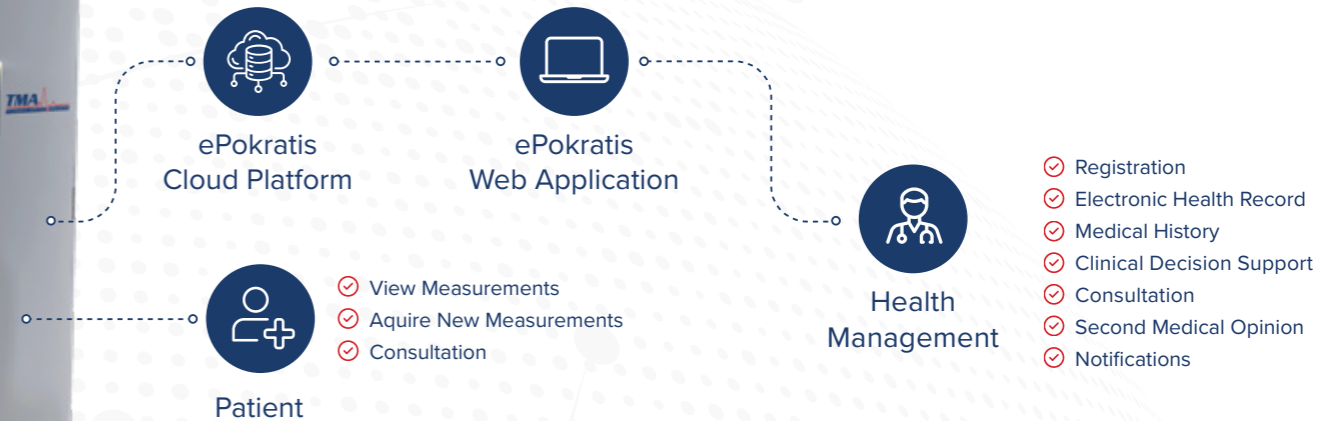 TMA
ePokratis
Cloud Platform
ePokratis
Web Application
Registration
Electronic Health Record
Medical History
Clinical Decision Support
Consultation
Second Medical Opinion
Notifications
Health
Management
View Measurements
Aquire New Measurements
Consultation
Patient